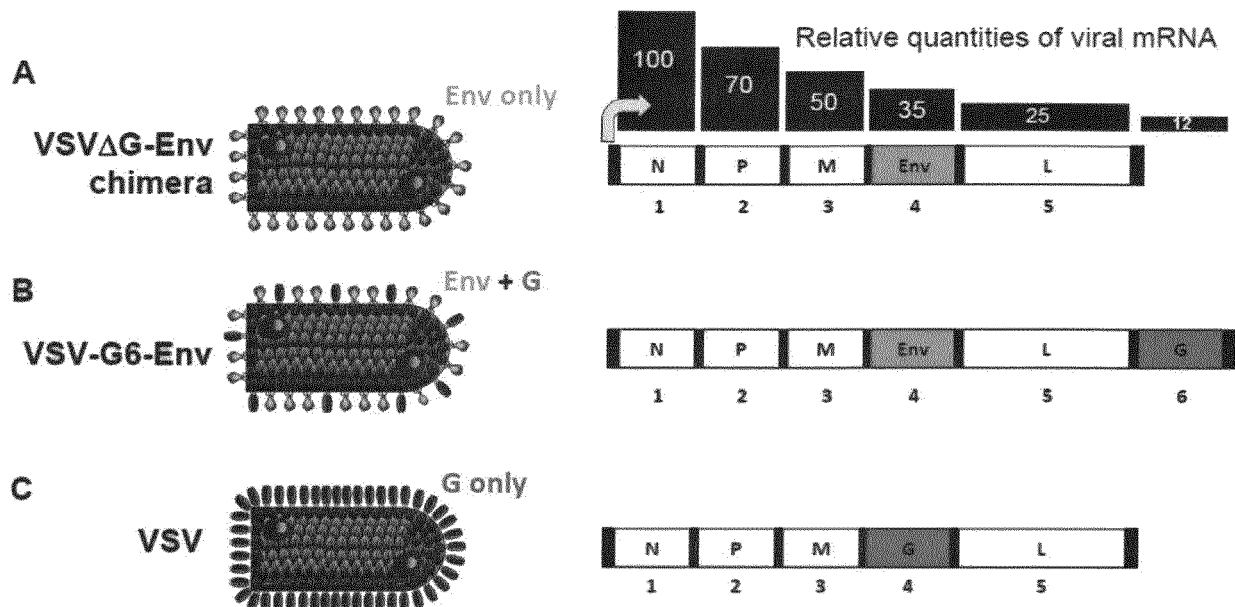 Relative quantities of viral mRNA
100
70
50
35
25
12
A
Env only
VSVΔG-Env
chimera
N P M Env L
1 2 3 4 5
B
Env + G
VSV-G6-Env
N P M Env L G
1 2 3 4 5 6
C
G only
VSV
N P M G L
1 2 3 4 5